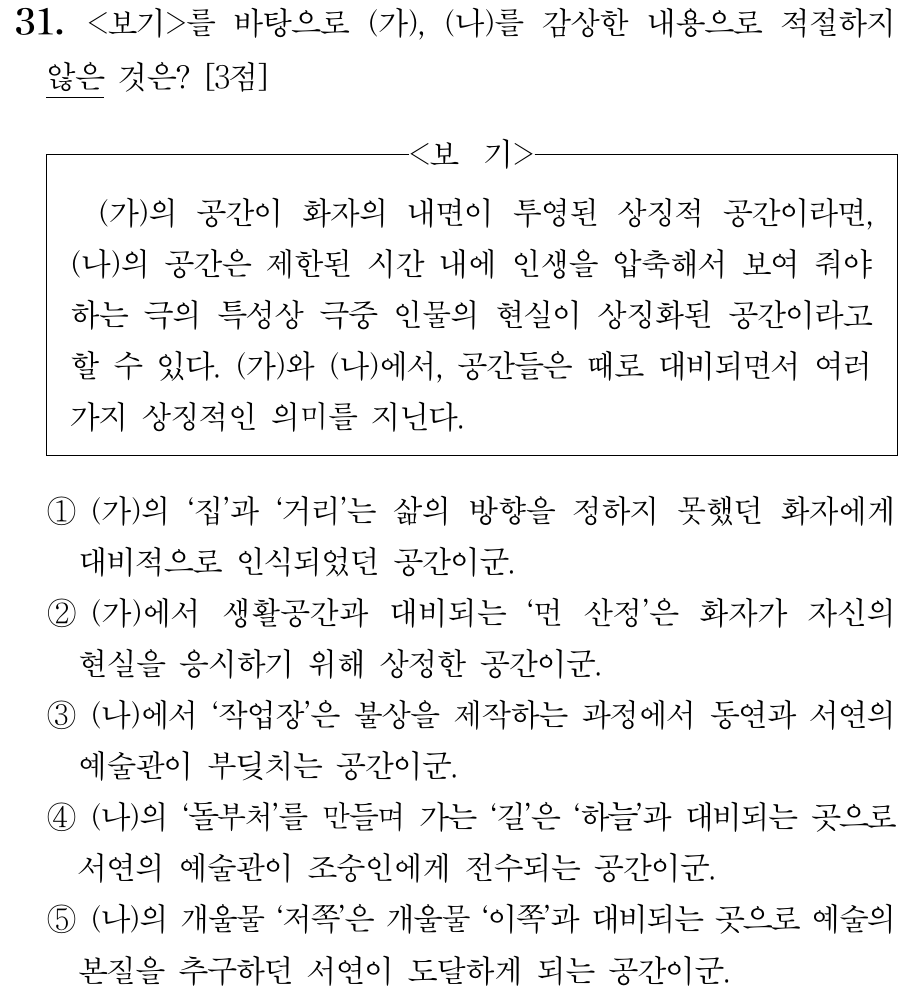 31. <보기>를 바탕으로 (가), (나)를 감상한 내용으로 적절하지
않은 것은? [3점]
<보 기>
(가)의 공간이 화자의 내면이 투영된 상징적 공간이라면,
(나)의 공간은 제한된 시간 내에 인생을 압축해서 보여 줘야
하는 극의 특성상 극중 인물의 현실이 상징화된 공간이라고
할 수 있다. (가)와 (나)에서, 공간들은 때로 대비되면서 여러
가지 상징적인 의미를 지닌다.
① (가)의 ‘집’과 ‘거리’는 삶의 방향을 정하지 못했던 화자에게
대비적으로 인식되었던 공간이군.
② (가)에서 생활공간과 대비되는 ‘먼 산정’은 화자가 자신의
현실을 응시하기 위해 상정한 공간이군.
③ (나)에서 ‘작업장’은 불상을 제작하는 과정에서 동연과 서연의
예술관이 부딪치는 공간이군.
④ (나)의 ‘돌부처’를 만들며 가는 ‘길’은 ‘하늘’과 대비되는 곳으로
서연의 예술관이 조숭인에게 전수되는 공간이군.
⑤ (나)의 개울물 ‘저쪽’은 개울물 ‘이쪽’과 대비되는 곳으로 예술의
본질을 추구하던 서연이 도달하게 되는 공간이군.